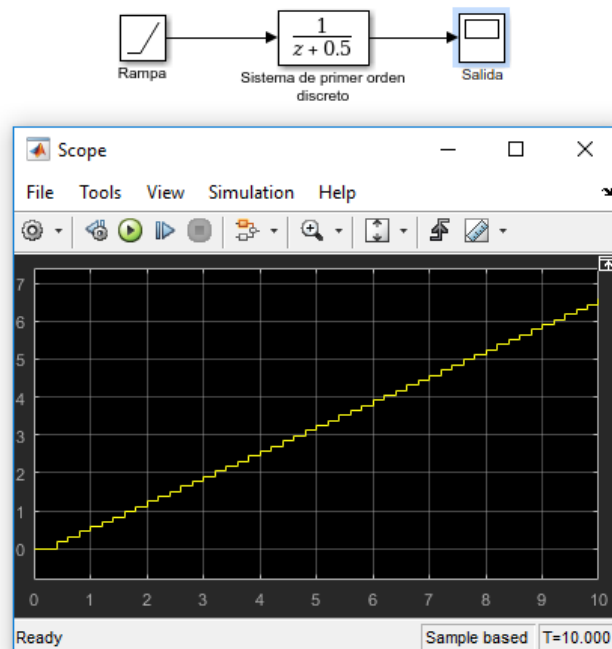 1
z + 0.5
Rampa
Sistema de primer orden
discreto
Salida
Scope
File Tools View Simulation Help
7
6
5
4
3
2
1
0
0 1 2 3 4 5 6 7 8 9 10
Ready
Sample based T=10.000